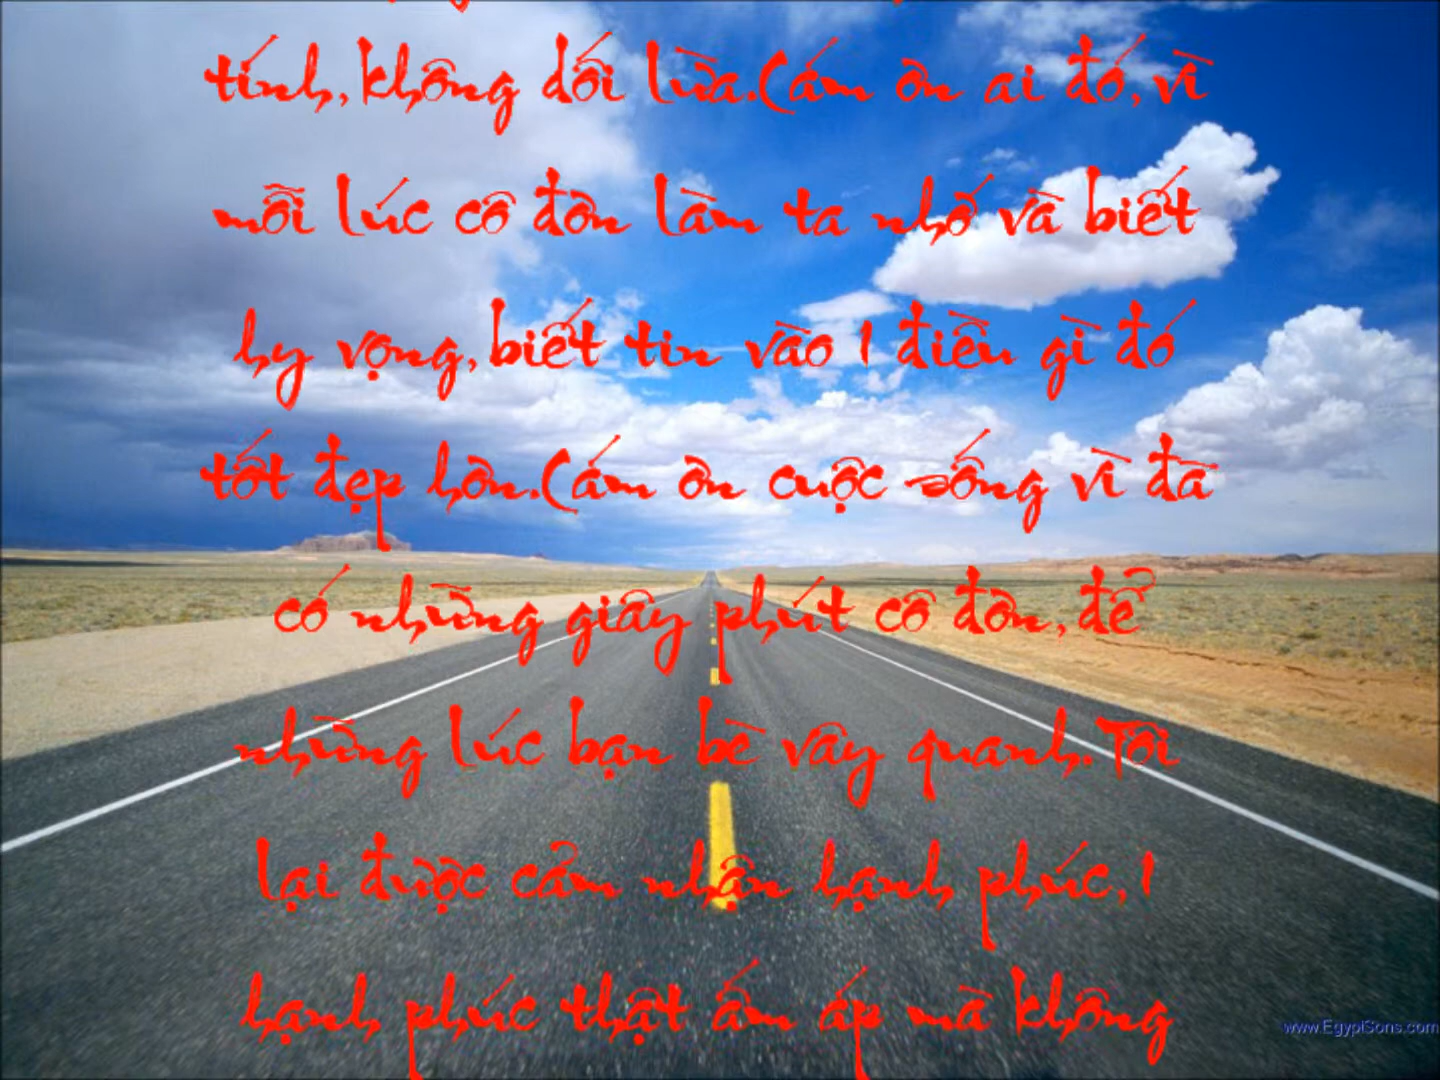 tính,không dối lừa.Cám ơn ai đó,vì
mỗi lúc cô đơn làm ta nhớ và biết
hy vọng,biết tin vào 1 điều gì đó
tốt đẹp hơn.Cám ơn cuộc sống vì đã
có những giây phút cô đơn,để
những lúc bạn bè vây quanh.Tôi
lại được cảm nhận hạnh phúc,1
hạnh phúc thật ấm áp mà không
www.EgyptSons.com